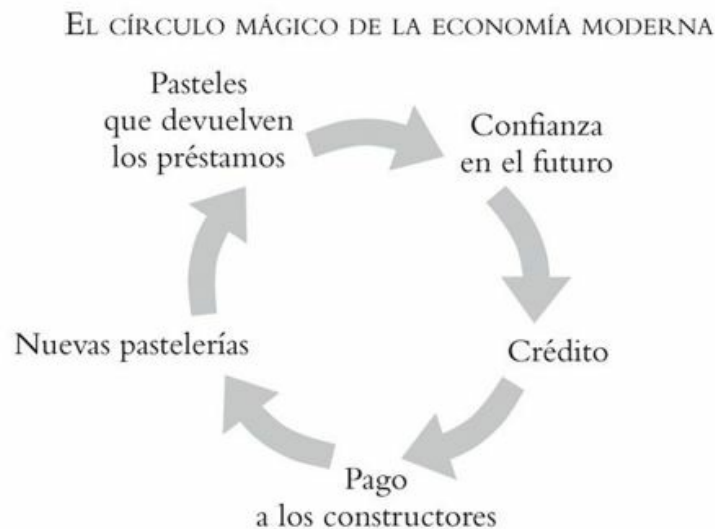 EL CÍRCULO MÁGICO DE LA ECONOMÍA MODERNA
Pasteles
que devuelven
los préstamos
Confianza
en el futuro
Crédito
Pago
a los constructores
Nuevas pastelerías